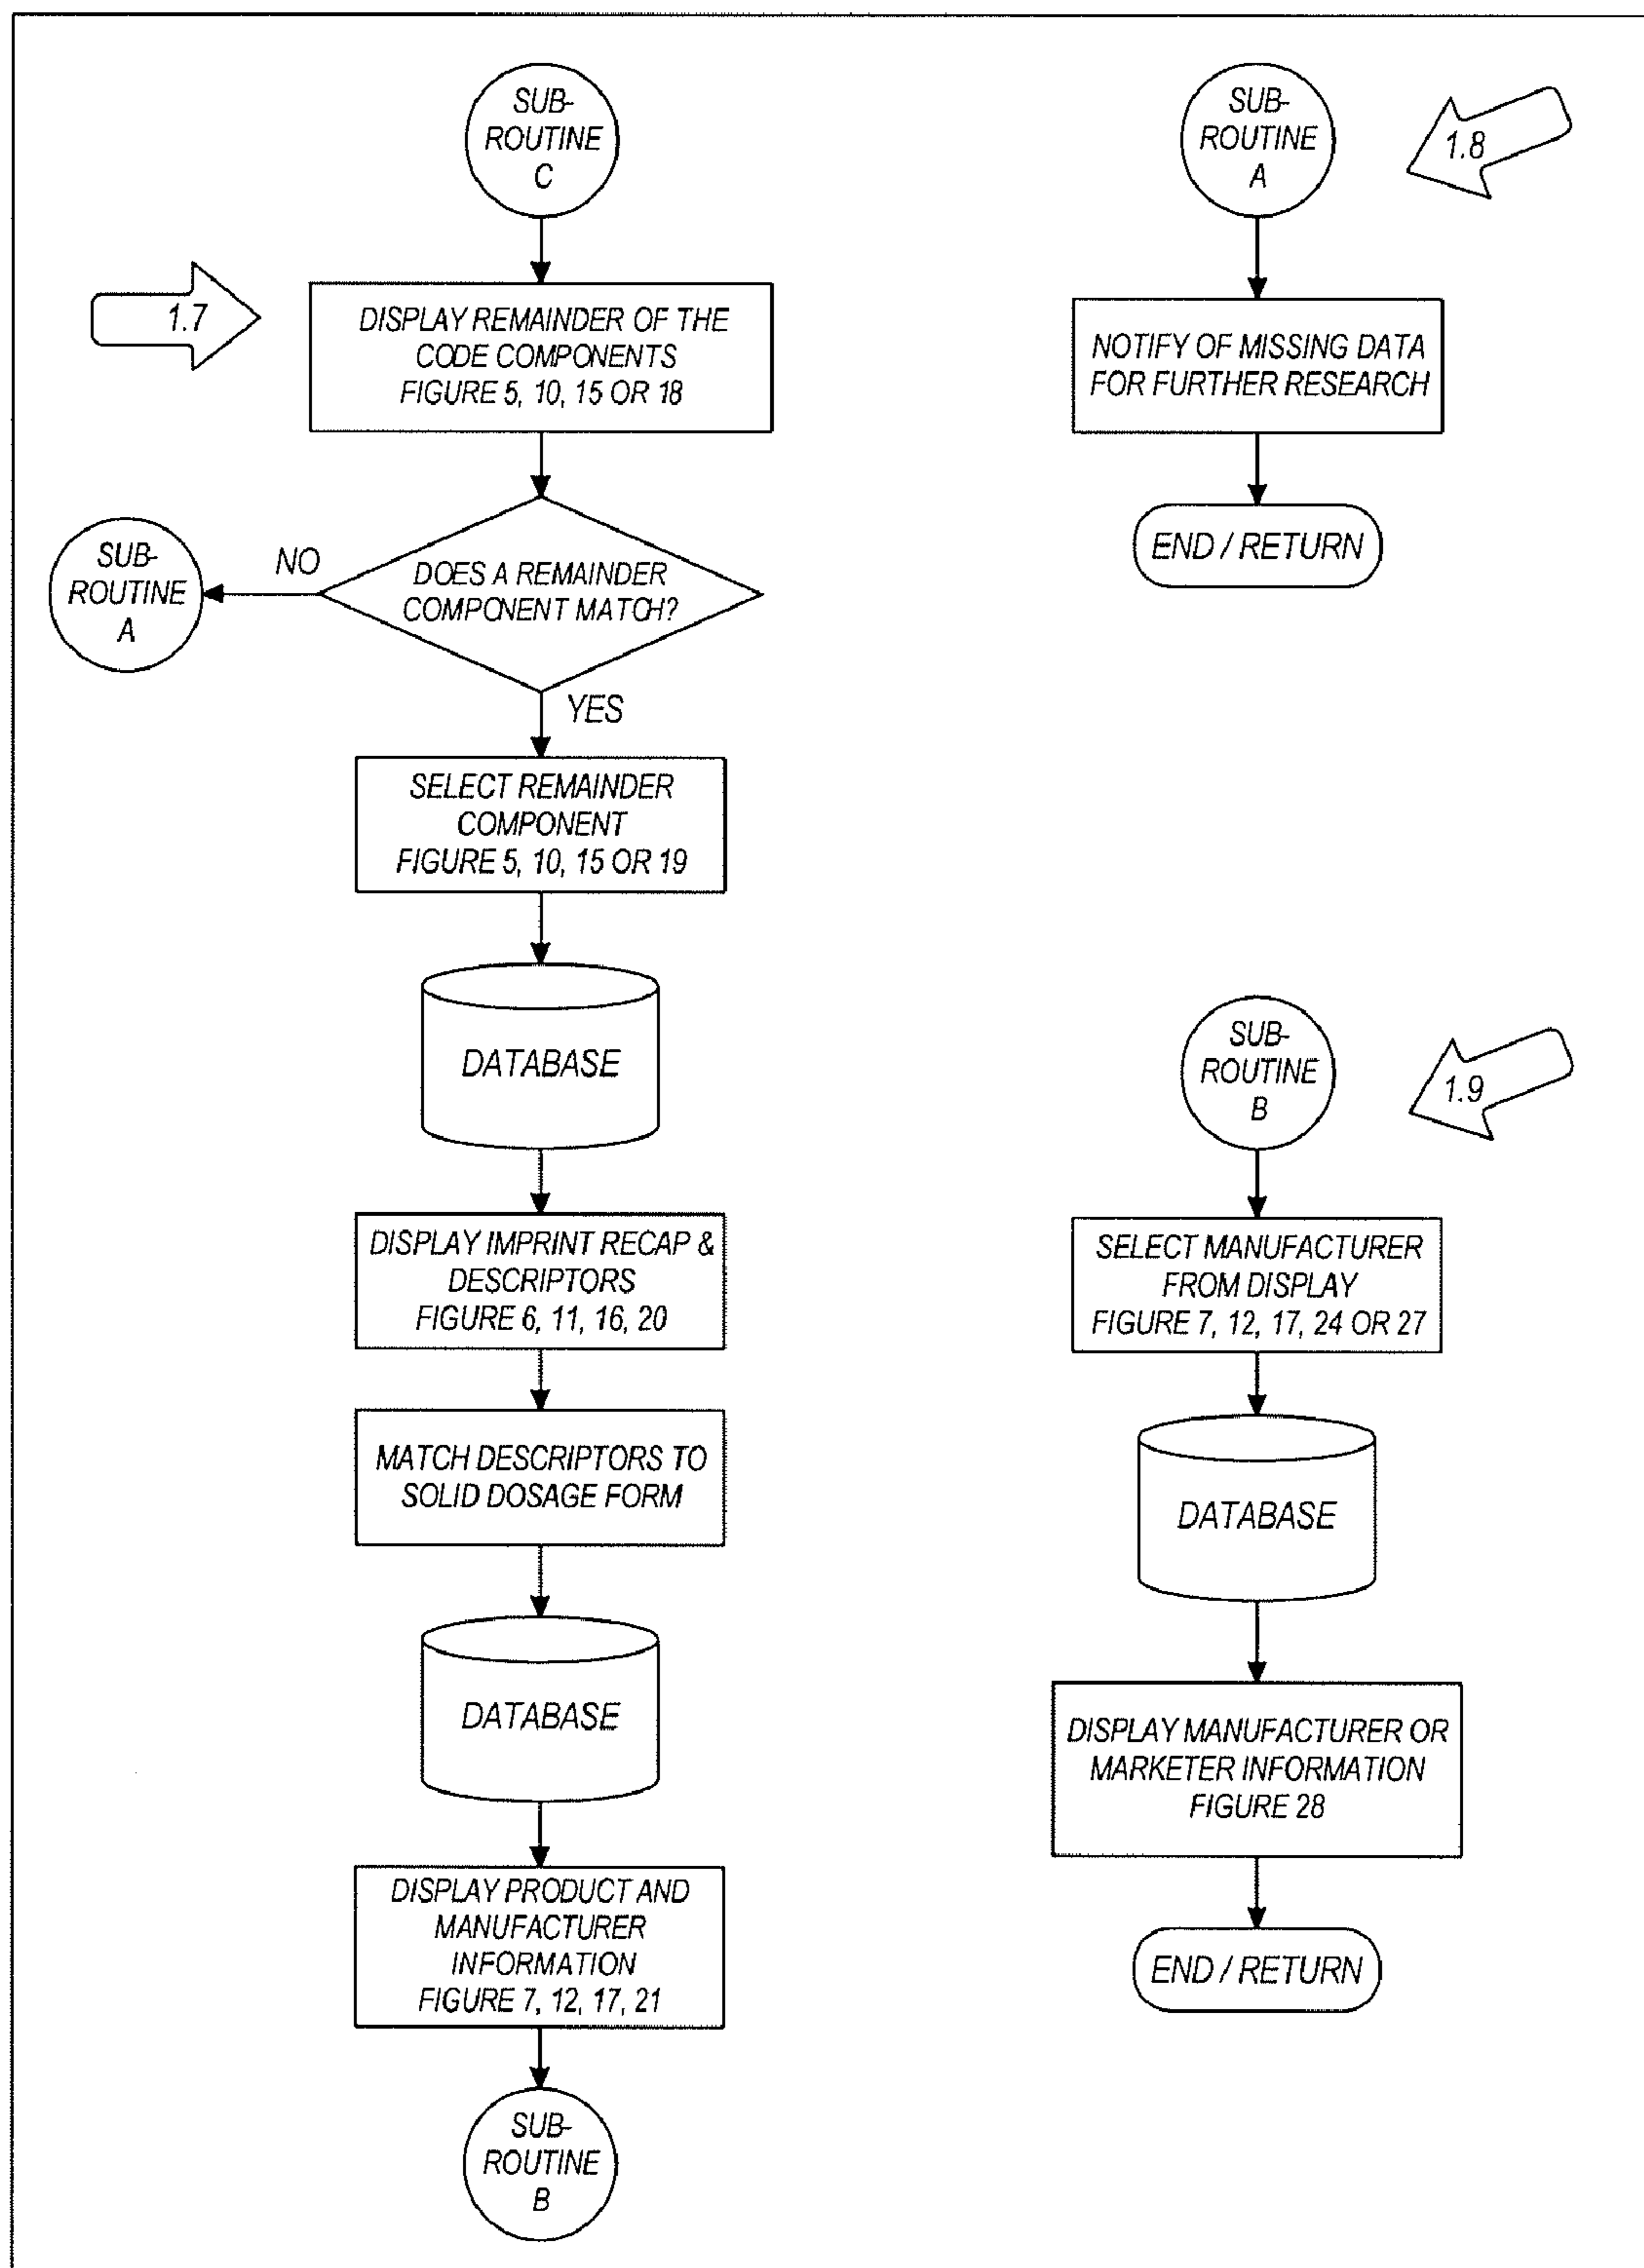 SUB-
ROUTINE
C
1.7
DISPLAY REMAINDER OF THE
CODE COMPONENTS
FIGURE 5, 10, 15 OR 18
SUB-
ROUTINE
A
NO
DOES A REMAINDER
COMPONENT MATCH?
YES
SELECT REMAINDER
COMPONENT
FIGURE 5, 10, 15 OR 19
DATABASE
DISPLAY IMPRINT RECAP &
DESCRIPTORS
FIGURE 6, 11, 16, 20
MATCH DESCRIPTORS TO
SOLID DOSAGE FORM
DATABASE
DISPLAY PRODUCT AND
MANUFACTURER
INFORMATION
FIGURE 7, 12, 17, 21
SUB-
ROUTINE
B
SUB-
ROUTINE
A
1.8
NOTIFY OF MISSING DATA
FOR FURTHER RESEARCH
END / RETURN
SUB-
ROUTINE
B
1.9
SELECT MANUFACTURER
FROM DISPLAY
FIGURE 7, 12, 17, 24 OR 27
DATABASE
DISPLAY MANUFACTURER OR
MARKETER INFORMATION
FIGURE 28
END / RETURN